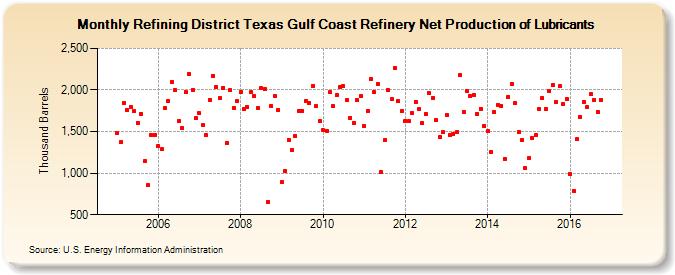 Monthly Refining District Texas Gulf Coast Refinery Net Production of Lubricants
Thousand Barrels
2,500
2,000
1,500
1,000
500
2006 2008 2010 2012 2014 2016
Source: U.S. Energy Information Administration